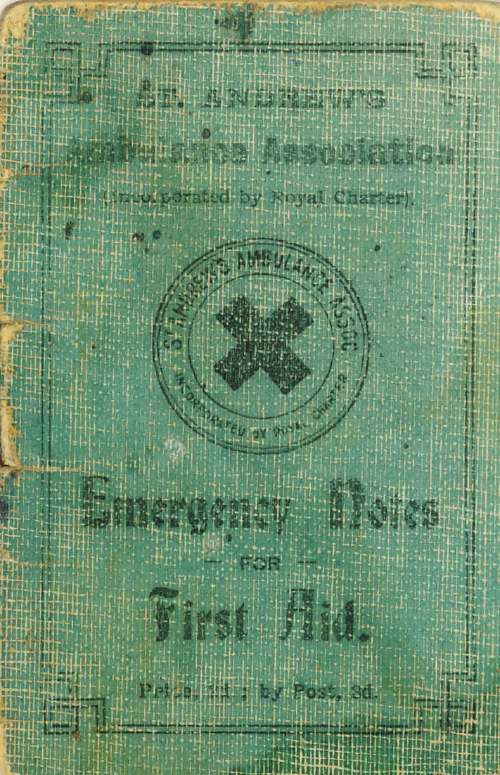 ST. ANDREW'S
Ambulance Association
(Incorporated by Royal Charter).
ST ANDREW'S AMBULANCE ASSOC
INCORPORATED BY ROYAL CHARTER
Emergency Notes
— FOR —
First Aid.
Price, ; by Post, 3d.